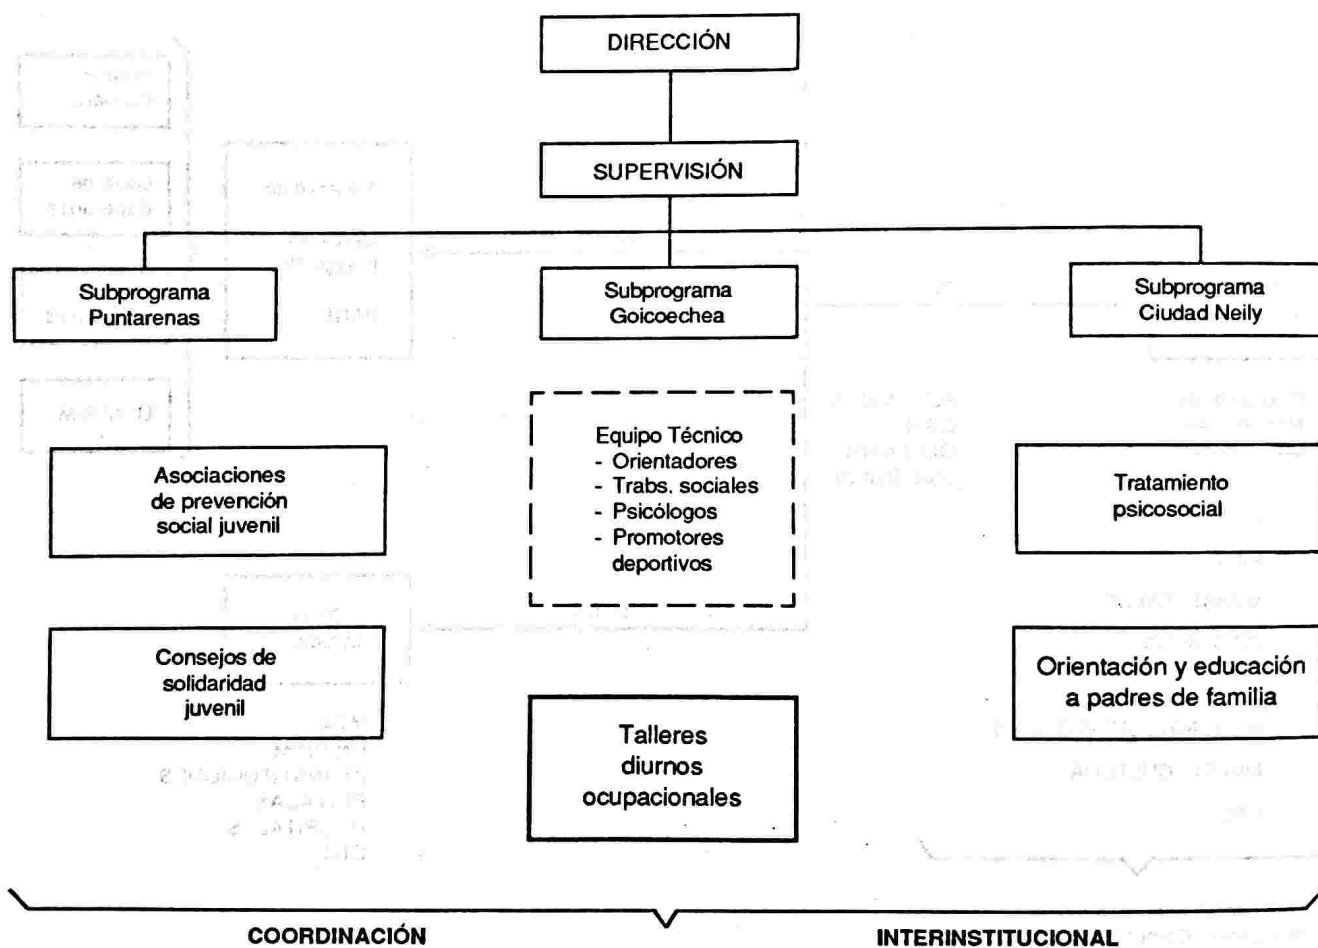 DIRECCIÓN
SUPERVISIÓN
Subprograma
Puntarenas
Subprograma
Goicoechea
Subprograma
Ciudad Neily
Equipo Técnico
- Orientadores
- Trabs. sociales
- Psicólogos
- Promotores
deportivos
Asociaciones
de prevención
social juvenil
Tratamiento
psicosocial
Consejos de
solidaridad
juvenil
Orientación y educación
a padres de familia
Talleres
diurnos
ocupacionales
COORDINACIÓN INTERINSTITUCIONAL